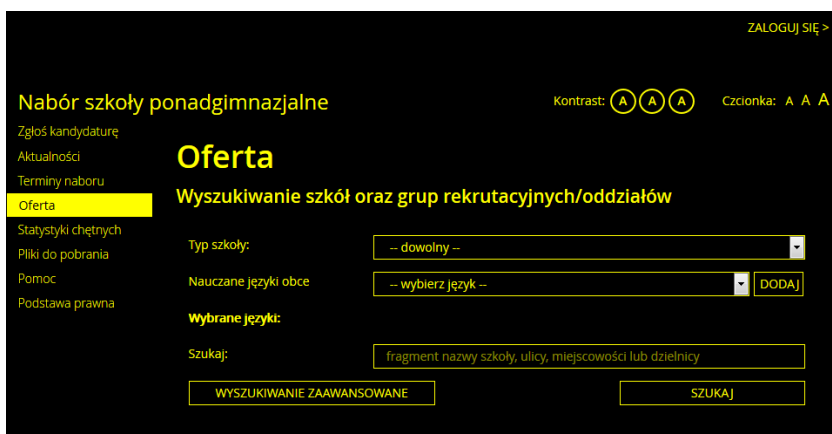 ZALOGUJ SIĘ >
Nabór szkoły ponadgimnazjalne
Kontrast: A A A Czcionka: A A A
Zgłoś kandydaturę
Aktualności
Terminy naboru
Oferta
Statystyki chętnych
Pliki do pobrania
Pomoc
Podstawa prawna
Oferta
Wyszukiwanie szkół oraz grup rekrutacyjnych/oddziałów
Typ szkoły: -- dowolny --
Nauczane języki obce -- wybierz język -- DODAJ
Wybrane języki:
Szukaj: fragment nazwy szkoły, ulicy, miejscowości lub dzielnicy
WYSZUKIWANIE ZAAWANSOWANE SZUKAJ